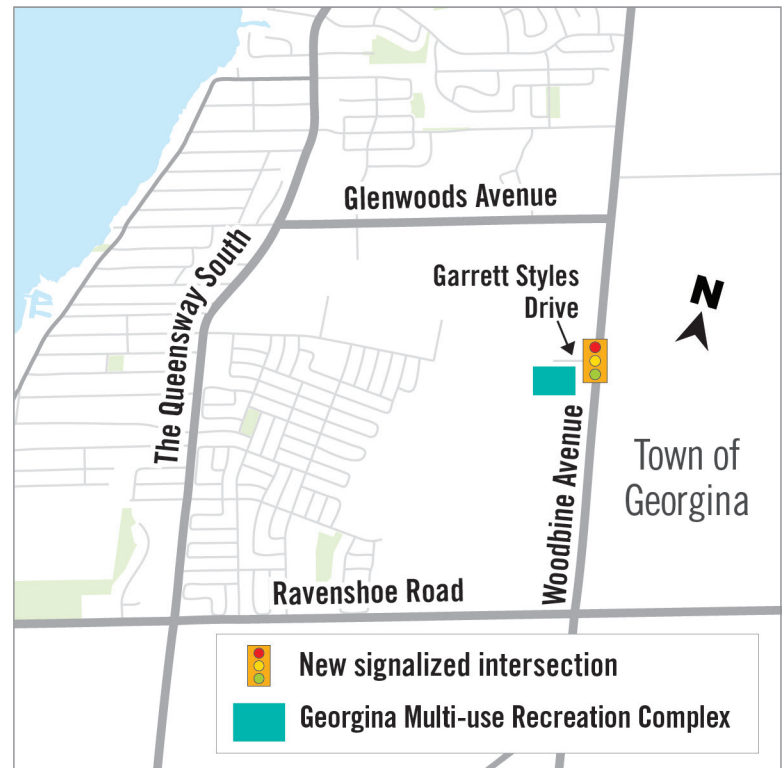 Glenwoods Avenue
The Queensway South
Garrett Styles
Drive
N
Woodbine Avenue
Town of
Georgina
Ravenshoe Road
New signalized intersection
Georgina Multi-use Recreation Complex